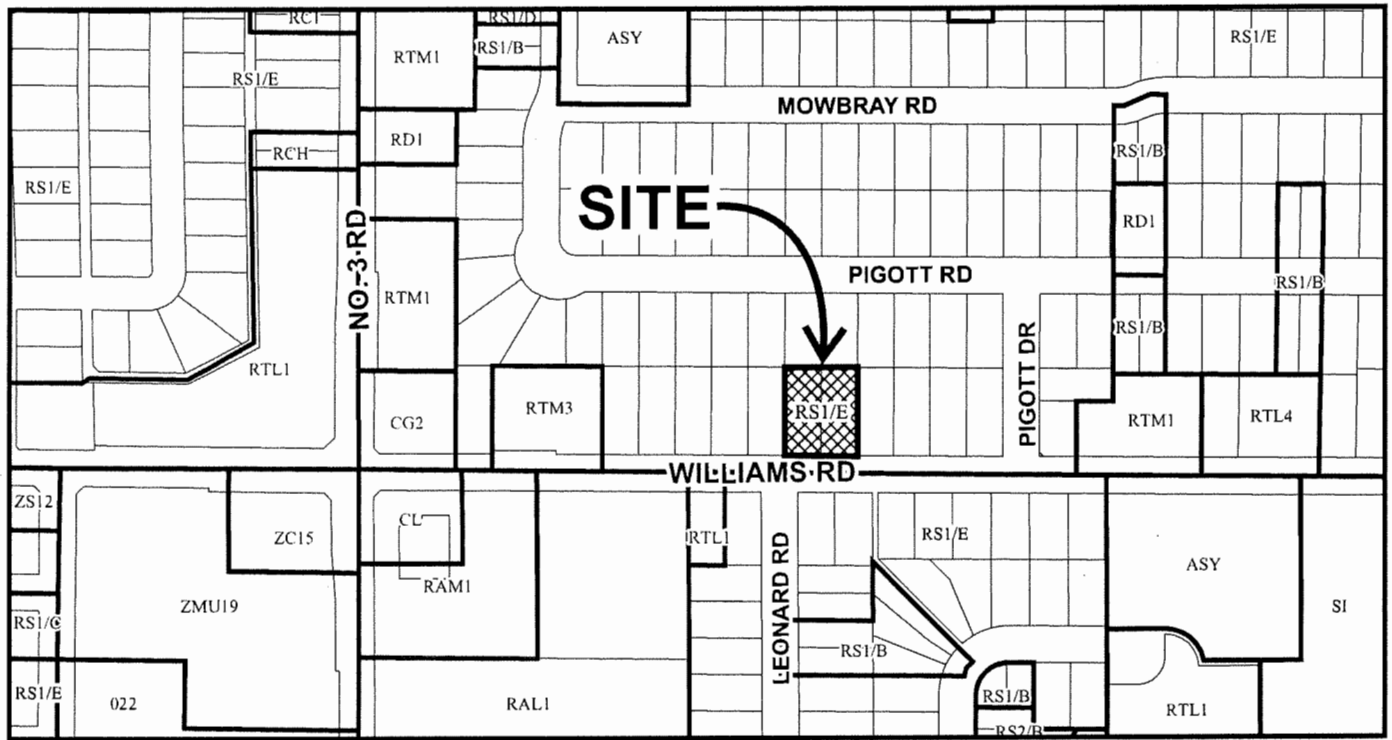 RC1
RS1/D
RTM1
RS1/B
ASY
RS1/E
RS1/E
MOWBRAY RD
RD1
RCH
RS1/B
RS1/E
SITE
NO. 3 RD
RD1
PIGOTT RD
RS1/B
RTM1
RS1/B
PIGOTT DR
RTL1
RTM3
RS1/E
CG2
RTM1
RTL4
WILLIAMS RD
ZS12
CL
ZC15
RTL1
RS1/E
LEONARD RD
ASY
RAM1
ZMU19
SI
RS1/C
RS1/B
RS1/E
022
RAL1
RS1/B
RTL1
RS2/B